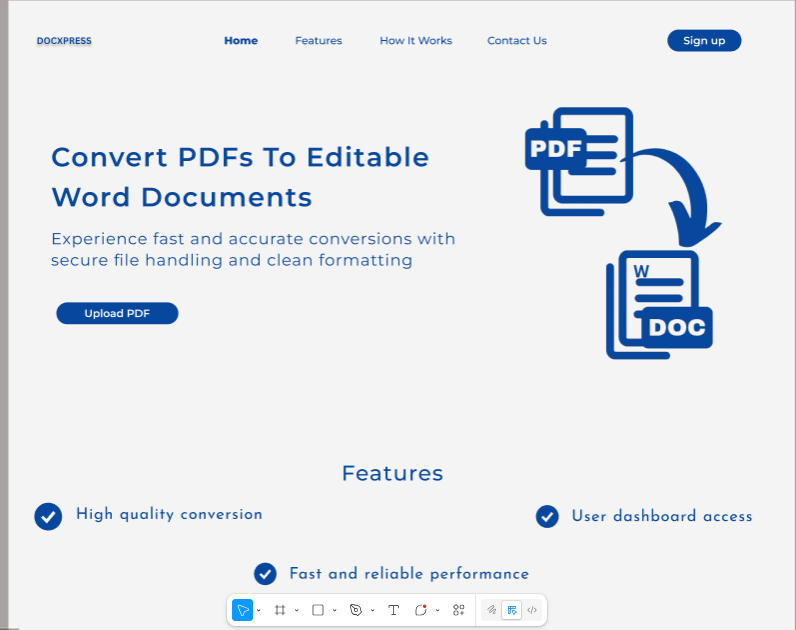 DOCXPRESS
Home Features How It Works Contact Us Sign up
Convert PDFs To Editable
Word Documents
Experience fast and accurate conversions with
secure file handling and clean formatting
Upload PDF
PDF
W
DOC
Features
High quality conversion
User dashboard access
Fast and reliable performance